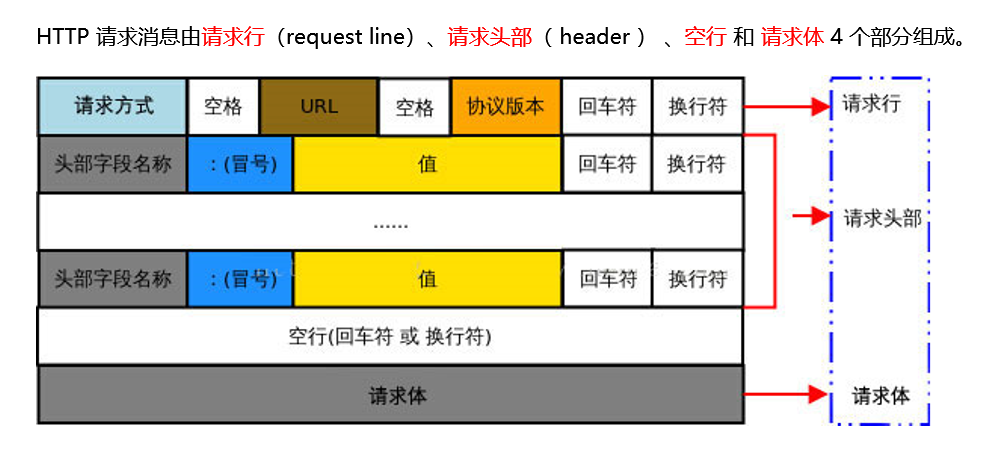 HTTP 请求消息由请求行（request line）、请求头部（ header ） 、空行 和 请求体 4 个部分组成。
请求方式 空格 URL 空格 协议版本 回车符 换行符 请求行
头部字段名称 ：(冒号) 值 回车符 换行符
...... 请求头部
头部字段名称 ：(冒号) 值 回车符 换行符
空行(回车符 或 换行符)
请求体 请求体